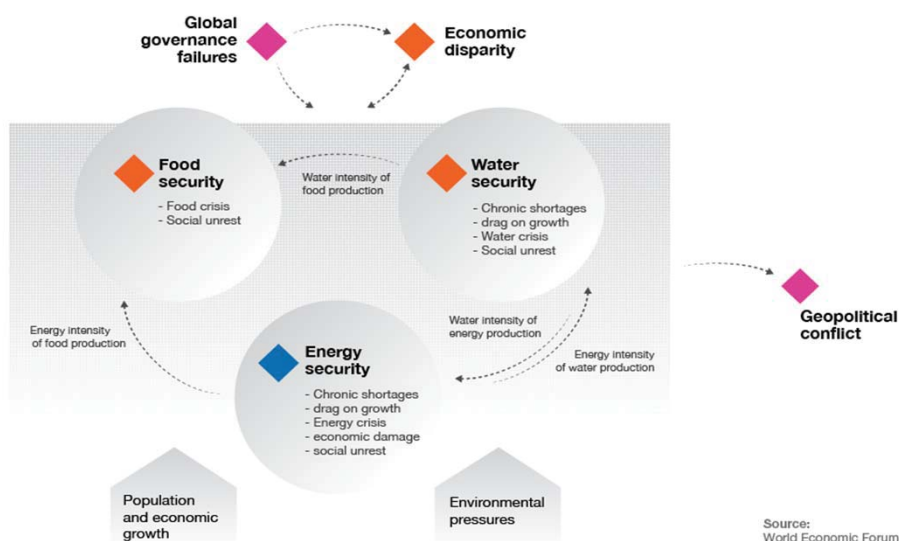 Global
governance
failures
Economic
disparity
Food
security
- Food crisis
- Social unrest
Water intensity of
food production
Water
security
- Chronic shortages
- drag on growth
- Water crisis
- Social unrest
Geopolitical
conflict
Energy intensity
of food production
Water intensity of
energy production
Energy intensity
of water production
Energy
security
- Chronic shortages
- drag on growth
- Energy crisis
- economic damage
- social unrest
Population
and economic
growth
Environmental
pressures
Source:
World Economic Forum